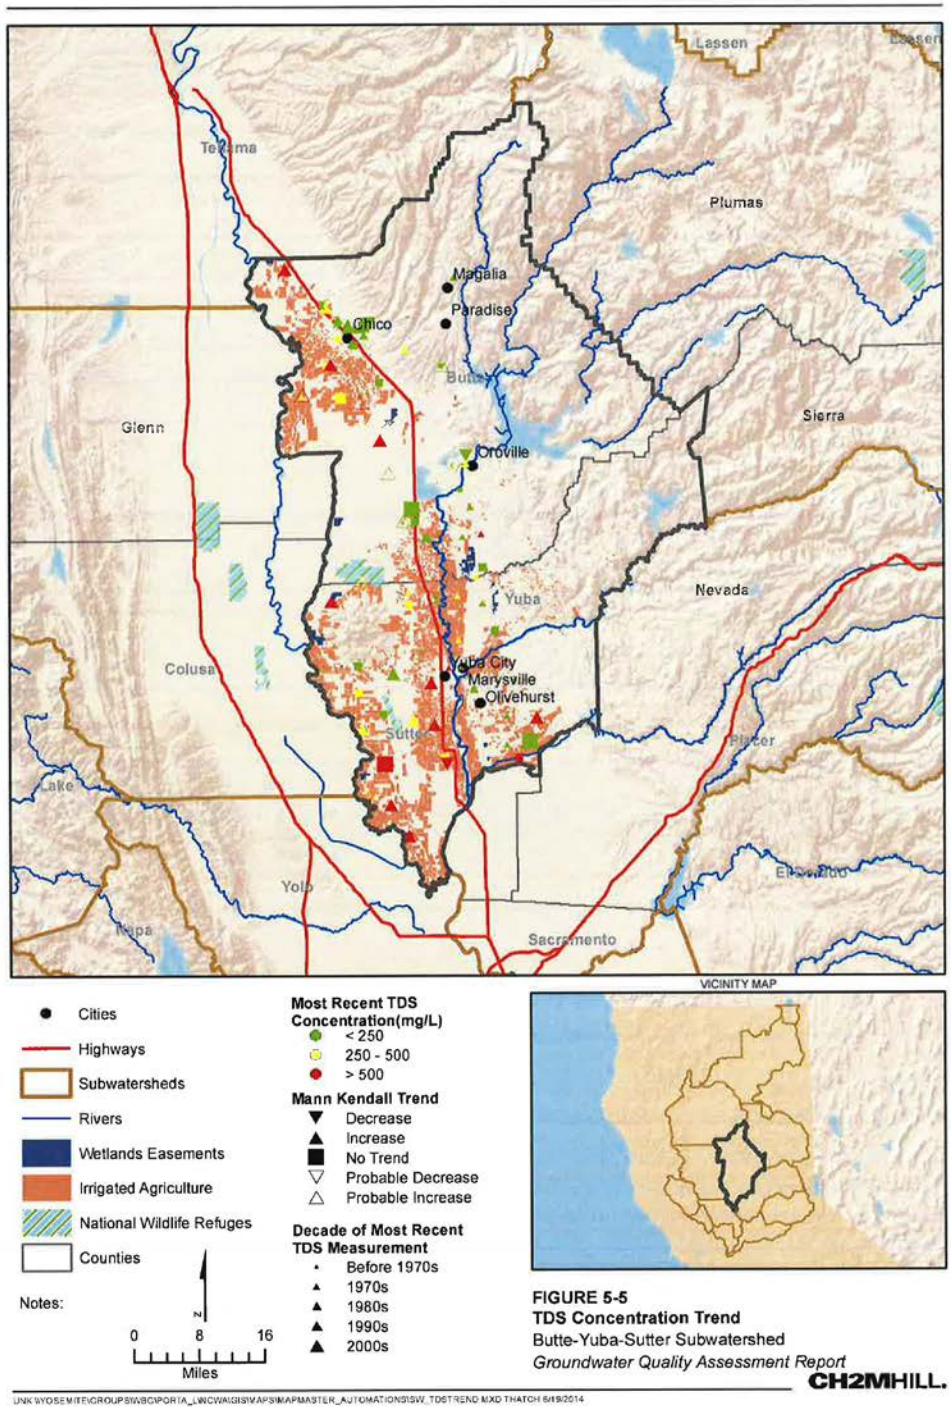 Lassen
Lassen
Tehama
Plumas
Magalia
Paradise
Chico
Butte
Sierra
Glenn
Oroville
Nevada
Yuba
Colusa
Yuba City
Marysville
Olivehurst
Sutter
Placer
Lake
Yolo
El Dorado
Napa
Sacramento
VICINITY MAP
Cities
Highways
Subwatersheds
Rivers
Wetlands Easements
Irrigated Agriculture
National Wildlife Refuges
Counties
Notes:
N
0 8 16
Miles
Most Recent TDS
Concentration(mg/L)
< 250
250 - 500
> 500
Mann Kendall Trend
Decrease
Increase
No Trend
Probable Decrease
Probable Increase
Decade of Most Recent
TDS Measurement
Before 1970s
1970s
1980s
1990s
2000s
FIGURE 5-5
TDS Concentration Trend
Butte-Yuba-Sutter Subwatershed
Groundwater Quality Assessment Report
CH2MHILL.
THATCH 6/19/2014